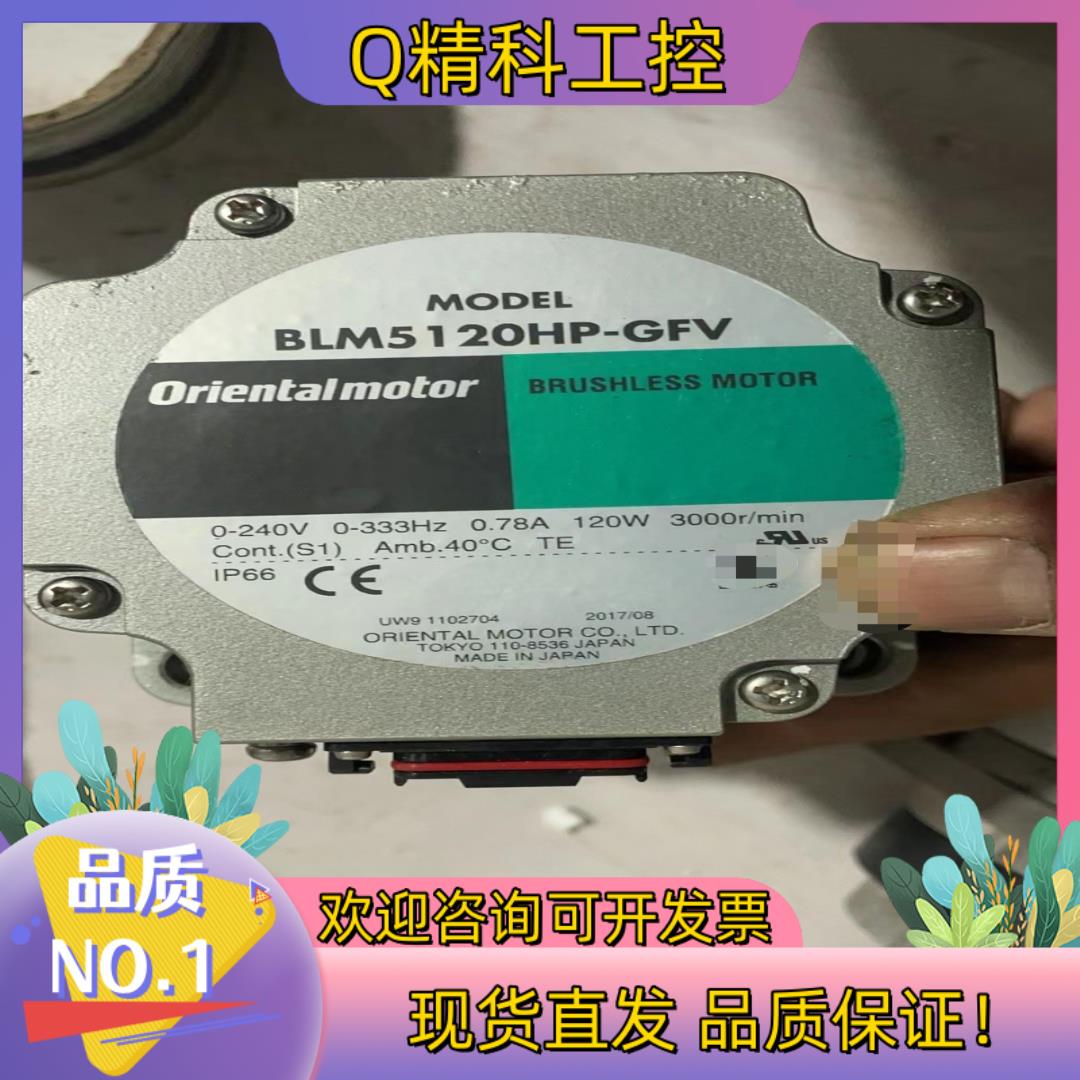 Q精科工控
MODEL
BLM5120HP-GFV
Orientalmotor
BRUSHLESS MOTOR
0-240V 0-333Hz 0.78A 120W 3000r/min
Cont.(S1) Amb.40°C TE
c RU us
IP66 CE
UW9 1102704 2017/08
ORIENTAL MOTOR CO., LTD.
TOKYO 110-8536 JAPAN
MADE IN JAPAN
品质
NO.1
欢迎咨询可开发票
现货直发 品质保证!